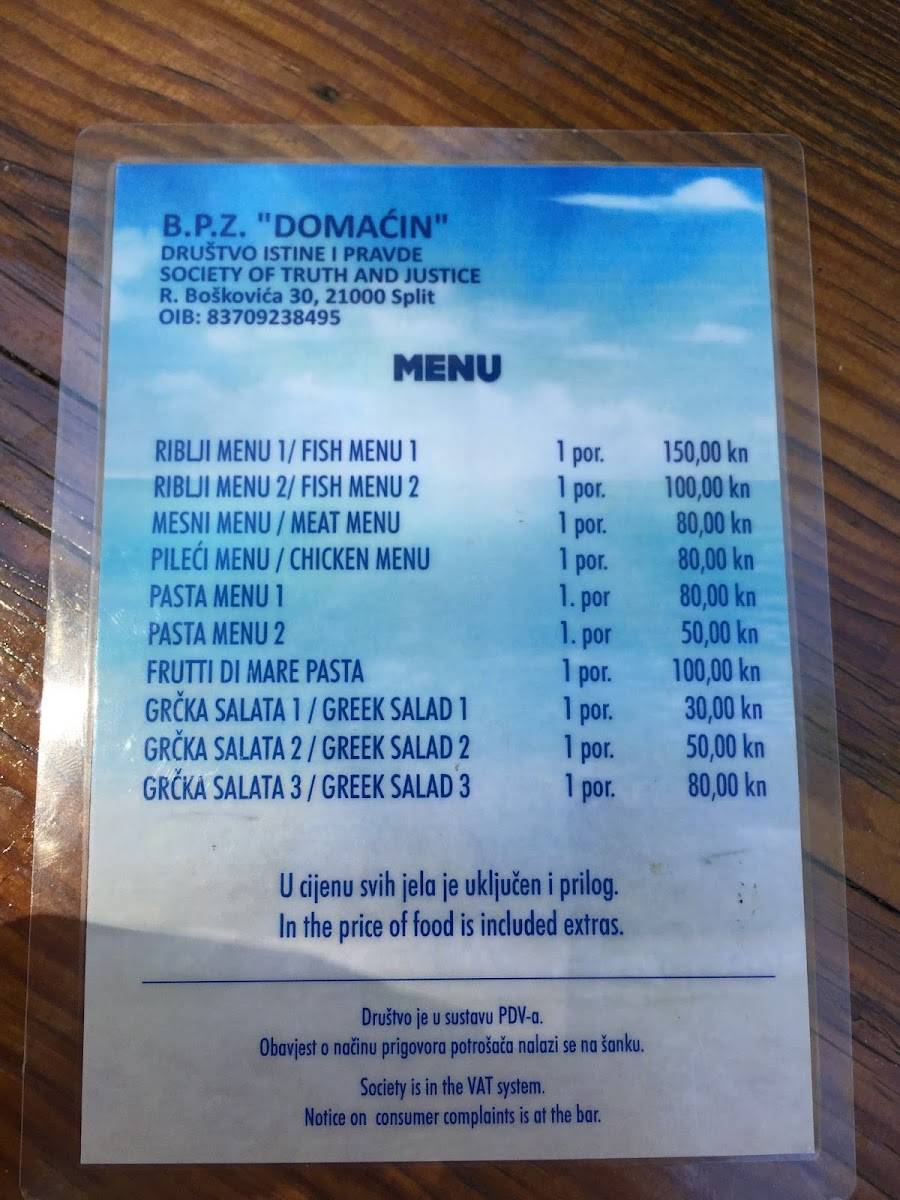 B.P.Z. "DOMAĆIN"
DRUŠTVO ISTINE I PRAVDE
SOCIETY OF TRUTH AND JUSTICE
R. Boškovića 30, 21000 Split
OIB: 83709238495
MENU
RIBLJI MENU 1/ FISH MENU 1 1 por. 150,00 kn
RIBLJI MENU 2/ FISH MENU 2 1 por. 100,00 kn
MESNI MENU / MEAT MENU 1 por. 80,00 kn
PILEĆI MENU / CHICKEN MENU 1 por. 80,00 kn
PASTA MENU 1 1. por 80,00 kn
PASTA MENU 2 1. por 50,00 kn
FRUTTI DI MARE PASTA 1 por. 100,00 kn
GRČKA SALATA 1 / GREEK SALAD 1 1 por. 30,00 kn
GRČKA SALATA 2 / GREEK SALAD 2 1 por. 50,00 kn
GRČKA SALATA 3 / GREEK SALAD 3 1 por. 80,00 kn
U cijenu svih jela je uključen i prilog.
In the price of food is included extras.
Društvo je u sustavu PDV-a.
Obavjest o načinu prigovora potrošača nalazi se na šanku.
Society is in the VAT system.
Notice on consumer complaints is at the bar.